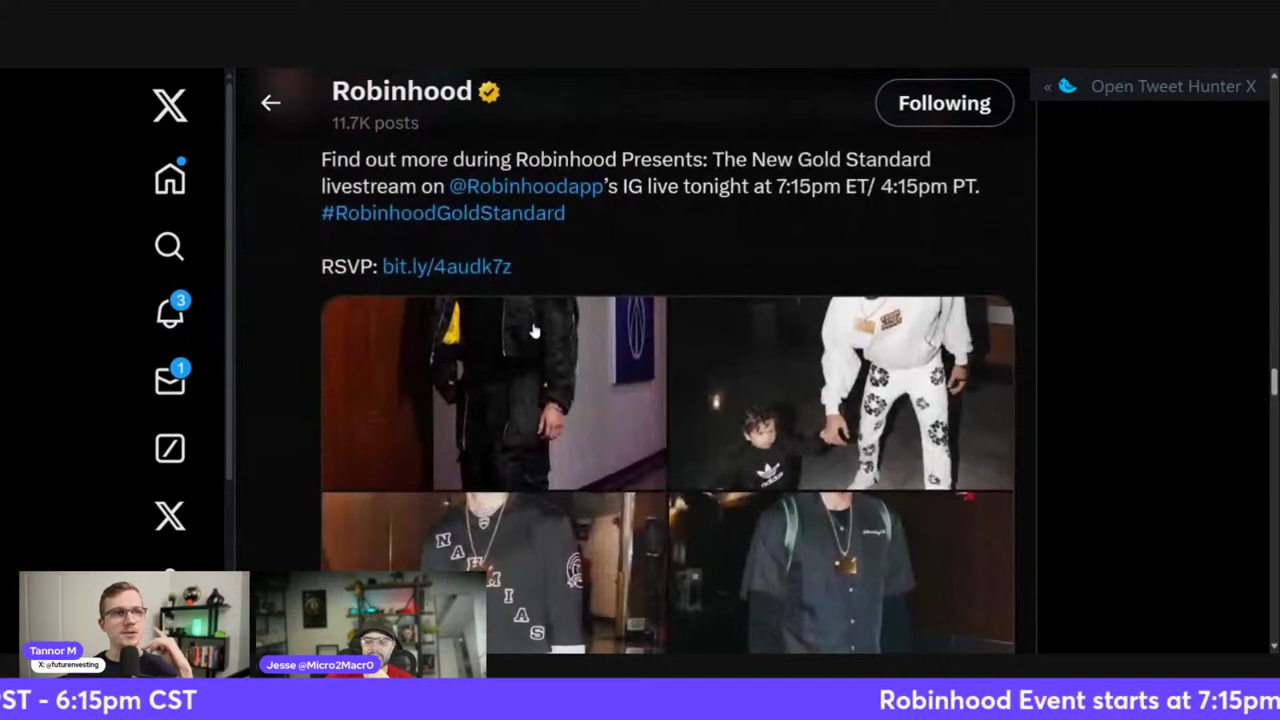 Robinhood
Following
« Open Tweet Hunter X
11.7K posts
Find out more during Robinhood Presents: The New Gold Standard
livestream on @Robinhoodapp’s IG live tonight at 7:15pm ET/ 4:15pm PT.
#RobinhoodGoldStandard
RSVP: bit.ly/4audk7z
3
1
adidas
NAHMIAS
Tannor M
X: @futurenvesting
Jesse @Micro2Macr0
ST - 6:15pm CST
Robinhood Event starts at 7:15pm